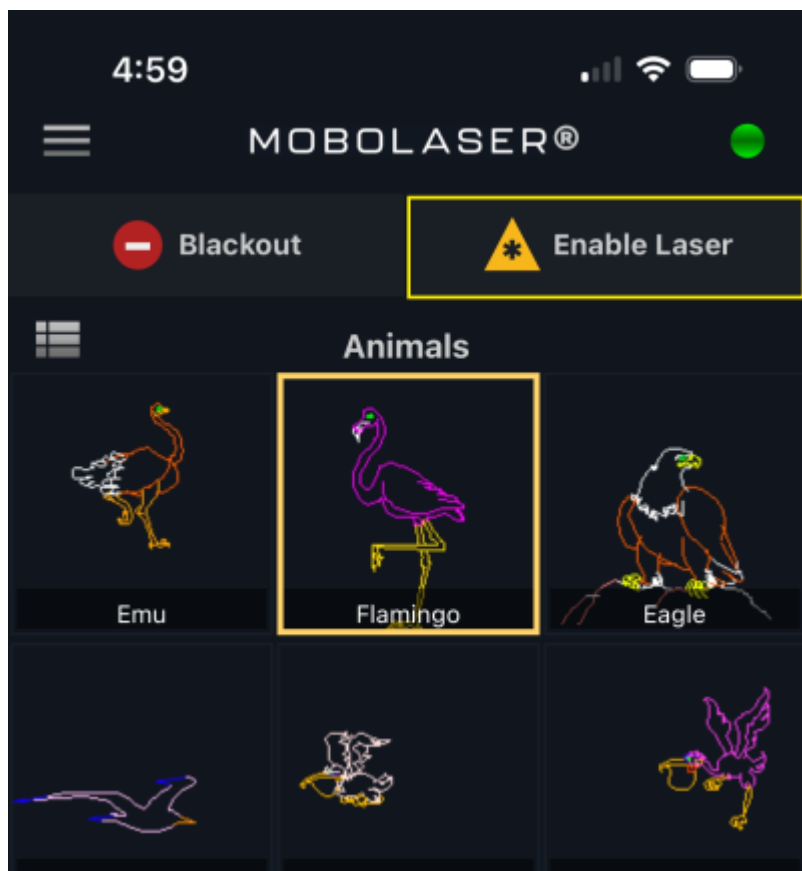 4:59
MOBOLASER®
Blackout
Enable Laser
Animals
Emu
Flamingo
Eagle